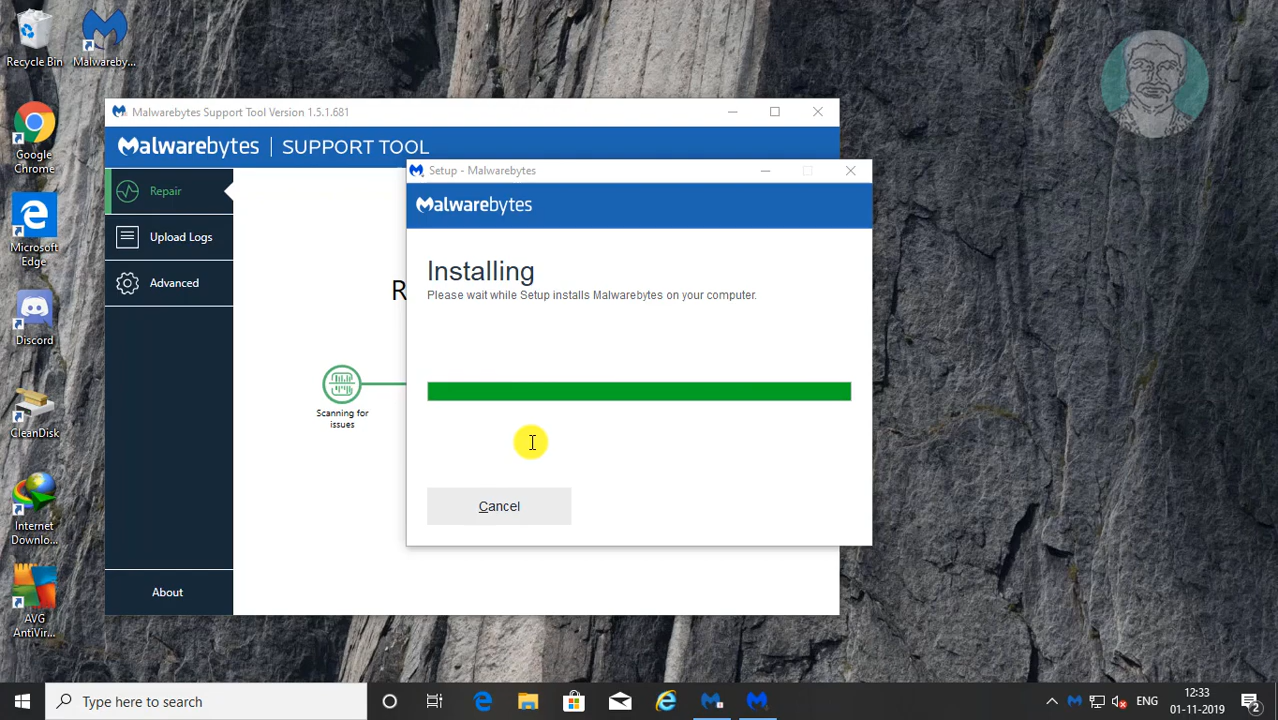 Recycle Bin
Malwareby...
Google
Chrome
Microsoft
Edge
Discord
CleanDisk
Internet
Downlo...
AVG
AntiVir...
Malwarebytes Support Tool Version 1.5.1.681
Malwarebytes | SUPPORT TOOL
Repair
Upload Logs
Advanced
About
R
Scanning for
issues
Setup - Malwarebytes
Malwarebytes
Installing
Please wait while Setup installs Malwarebytes on your computer.
Cancel
Type here to search
ENG
12:33
01-11-2019
2